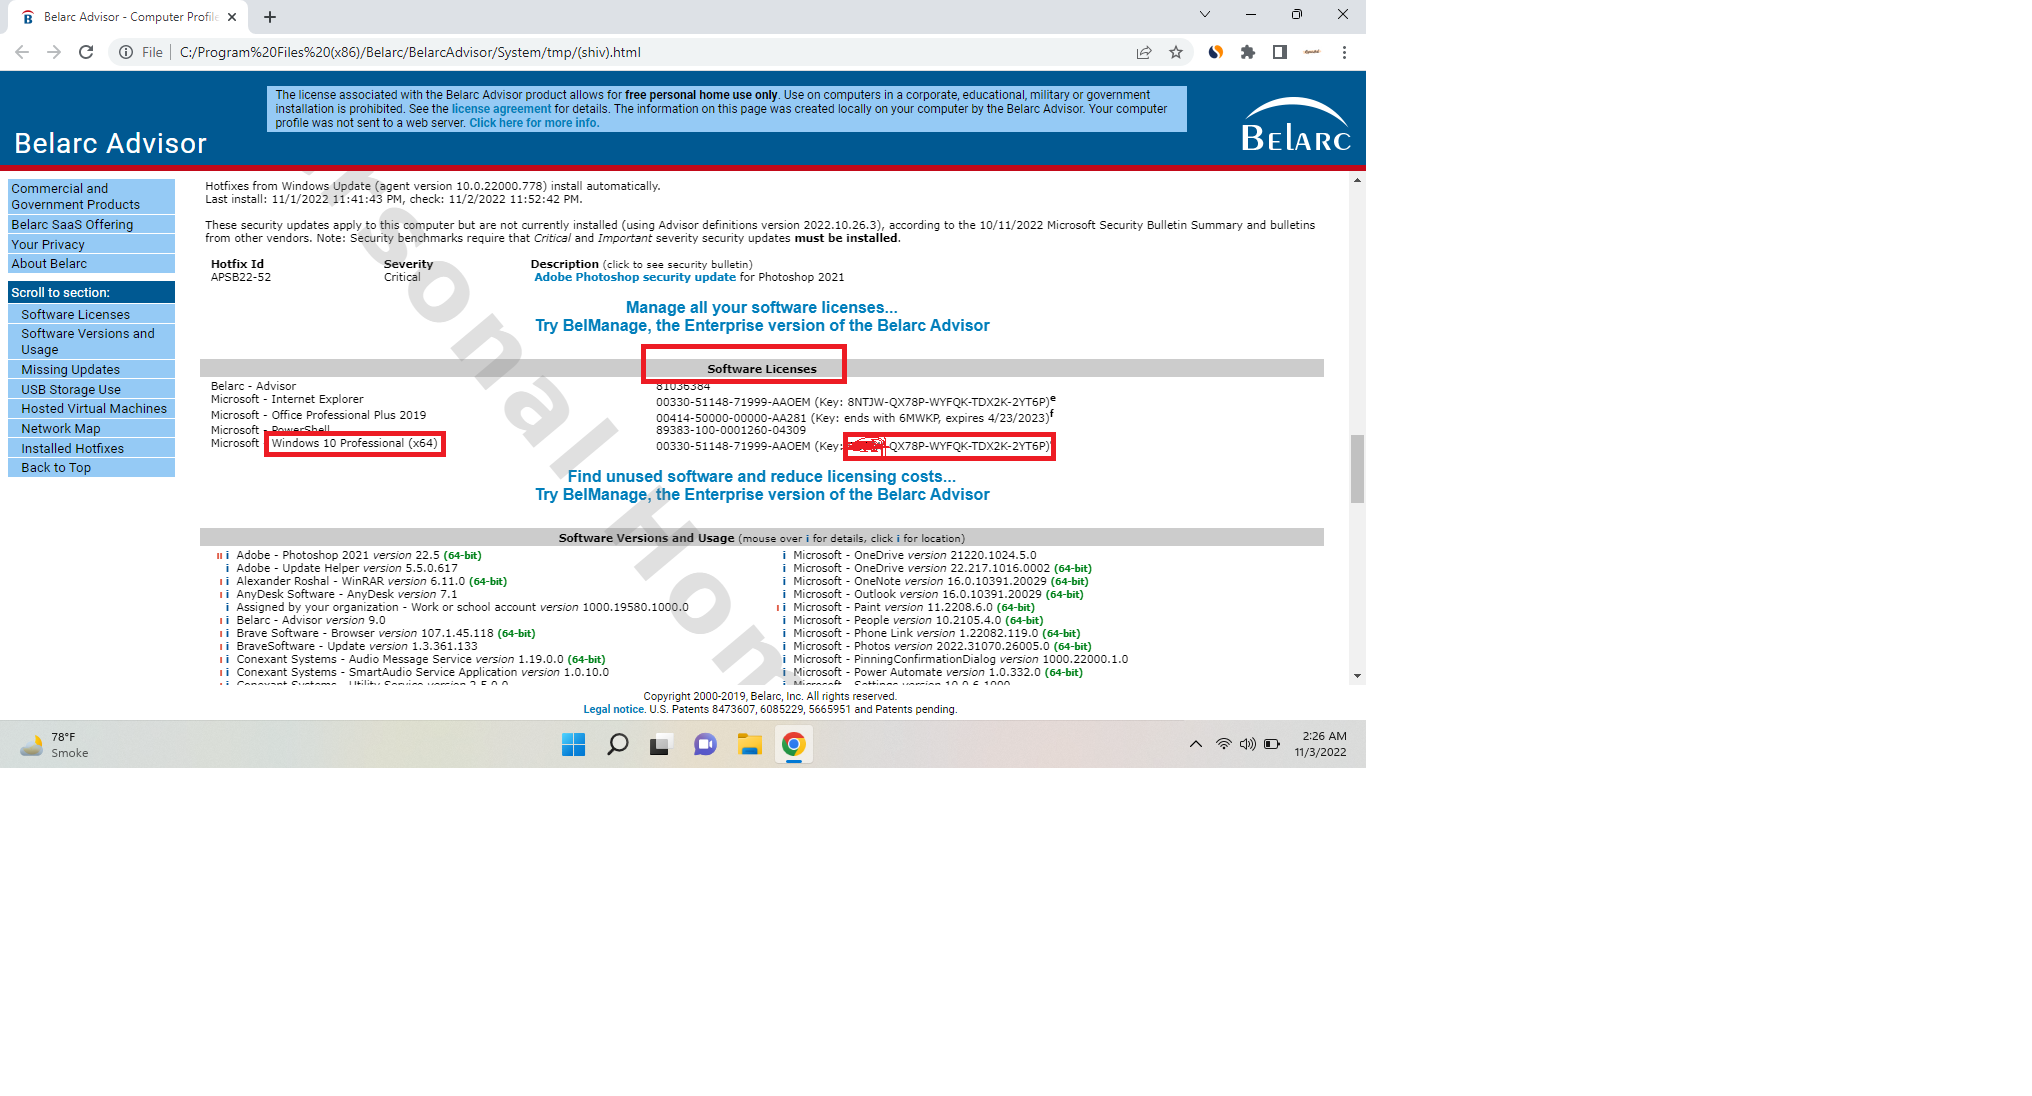 Belarc Advisor - Computer Profile
File | C:/Program%20Files%20(x86)/Belarc/BelarcAdvisor/System/tmp/(shiv).html
The license associated with the Belarc Advisor product allows for free personal home use only. Use on computers in a corporate, educational, military or government
installation is prohibited. See the license agreement for details. The information on this page was created locally on your computer by the Belarc Advisor. Your computer
profile was not sent to a web server. Click here for more info.
Belarc Advisor
BELARC
Commercial and
Government Products
Belarc SaaS Offering
Your Privacy
About Belarc
Scroll to section:
Software Licenses
Software Versions and
Usage
Missing Updates
USB Storage Use
Hosted Virtual Machines
Network Map
Installed Hotfixes
Back to Top
Hotfixes from Windows Update (agent version 10.0.22000.778) install automatically.
Last install: 11/1/2022 11:41:43 PM, check: 11/2/2022 11:52:42 PM.
These security updates apply to this computer but are not currently installed (using Advisor definitions version 2022.10.26.3), according to the 10/11/2022 Microsoft Security Bulletin Summary and bulletins
from other vendors. Note: Security benchmarks require that Critical and Important severity security updates must be installed.
Hotfix Id Severity Description (click to see security bulletin)
APSB22-52 Critical Adobe Photoshop security update for Photoshop 2021
Manage all your software licenses...
Try BelManage, the Enterprise version of the Belarc Advisor
Software Licenses
Belarc - Advisor 81036384
Microsoft - Internet Explorer 00330-51148-71999-AAOEM (Key: 8NTJW-QX78P-WYFQK-TDX2K-2YT6P)e
Microsoft - Office Professional Plus 2019 00414-50000-00000-AA281 (Key: ends with 6MWKP, expires 4/23/2023)f
Microsoft - PowerShell 89383-100-0001260-04309
Microsoft Windows 10 Professional (x64) 00330-51148-71999-AAOEM (Key: -QX78P-WYFQK-TDX2K-2YT6P)
Find unused software and reduce licensing costs...
Try BelManage, the Enterprise version of the Belarc Advisor
Software Versions and Usage (mouse over i for details, click i for location)
i Adobe - Photoshop 2021 version 22.5 (64-bit)
i Adobe - Update Helper version 5.5.0.617
i Alexander Roshal - WinRAR version 6.11.0 (64-bit)
i AnyDesk Software - AnyDesk version 7.1
i Assigned by your organization - Work or school account version 1000.19580.1000.0
i Belarc - Advisor version 9.0
i Brave Software - Browser version 107.1.45.118 (64-bit)
i BraveSoftware - Update version 1.3.361.133
i Conexant Systems - Audio Message Service version 1.19.0.0 (64-bit)
i Conexant Systems - SmartAudio Service Application version 1.0.10.0
i Conexant Systems - Utility Service version 2.5.0.0
i Microsoft - OneDrive version 21220.1024.5.0
i Microsoft - OneDrive version 22.217.1016.0002 (64-bit)
i Microsoft - OneNote version 16.0.10391.20029 (64-bit)
i Microsoft - Outlook version 16.0.10391.20029 (64-bit)
i Microsoft - Paint version 11.2208.6.0 (64-bit)
i Microsoft - People version 10.2105.4.0 (64-bit)
i Microsoft - Phone Link version 1.22082.119.0 (64-bit)
i Microsoft - Photos version 2022.31070.26005.0 (64-bit)
i Microsoft - PinningConfirmationDialog version 1000.22000.1.0
i Microsoft - Power Automate version 1.0.332.0 (64-bit)
i Microsoft - Settings version 10.0.6.1000
Copyright 2000-2019, Belarc, Inc. All rights reserved.
Legal notice. U.S. Patents 8473607, 6085229, 5665951 and Patents pending.
78°F
Smoke
2:26 AM
11/3/2022